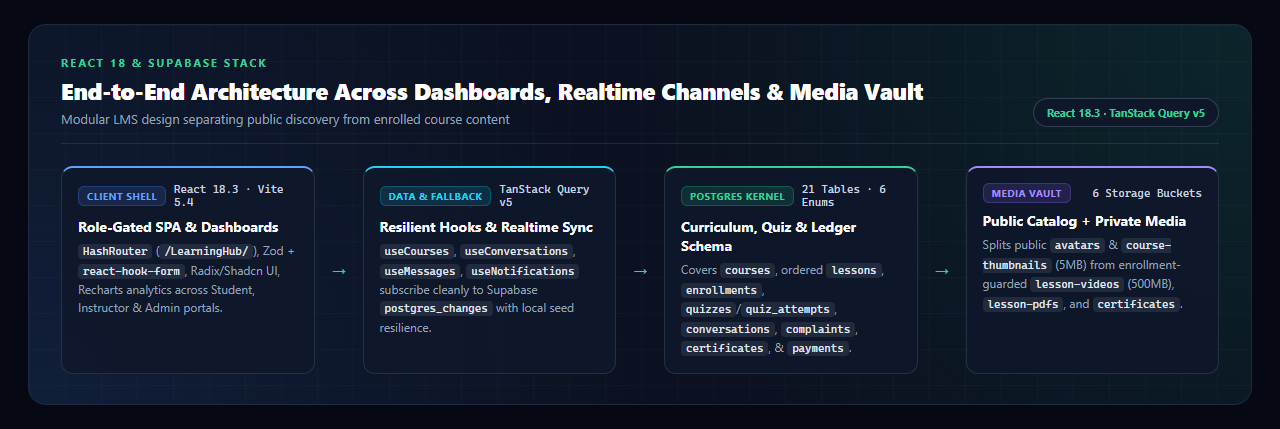 REACT 18 & SUPABASE STACK
End-to-End Architecture Across Dashboards, Realtime Channels & Media Vault
Modular LMS design separating public discovery from enrolled course content
React 18.3 · TanStack Query v5
CLIENT SHELL
React 18.3 · Vite
5.4
Role-Gated SPA & Dashboards
HashRouter (/LearningHub/), Zod +
react-hook-form, Radix/Shadcn UI,
Recharts analytics across Student,
Instructor & Admin portals.
→
DATA & FALLBACK
TanStack Query
v5
Resilient Hooks & Realtime Sync
useCourses, useConversations,
useMessages, useNotifications
subscribe cleanly to Supabase
postgres_changes with local seed
resilience.
→
POSTGRES KERNEL
21 Tables · 6
Enums
Curriculum, Quiz & Ledger
Schema
Covers courses, ordered lessons,
enrollments,
quizzes/quiz_attempts,
conversations, complaints,
certificates, & payments.
→
MEDIA VAULT
6 Storage Buckets
Public Catalog + Private Media
Splits public avatars & course-
thumbnails (5MB) from enrollment-
guarded lesson-videos (500MB),
lesson-pdfs, and certificates.